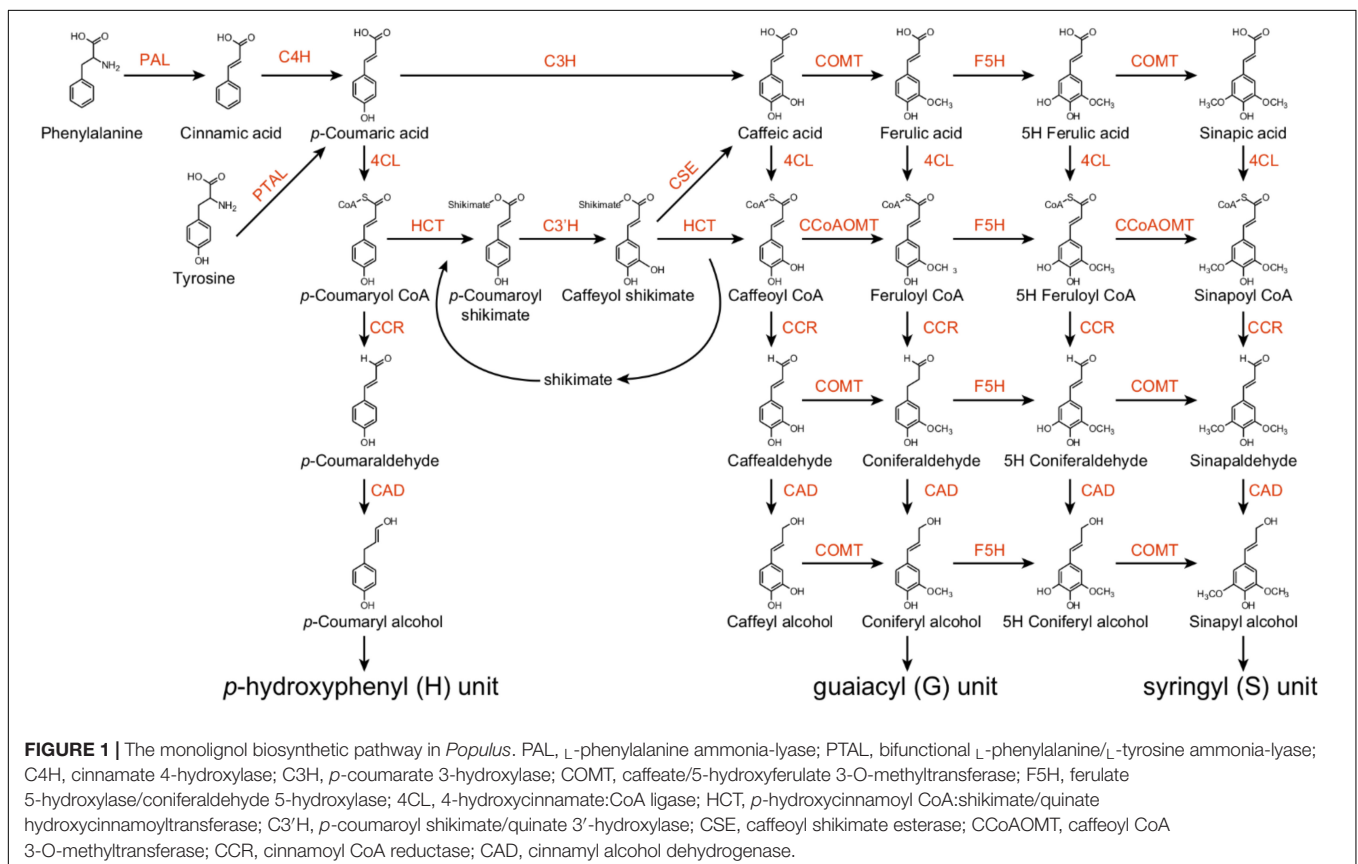 HO O HO O HO O HO O HO O HO O HO O
PAL C4H C3H COMT F5H COMT
NH₂
OH OH OH OCH₃ OH HO OCH₃ OH H₃CO OCH₃ OH
Phenylalanine Cinnamic acid p-Coumaric acid Caffeic acid Ferulic acid 5H Ferulic acid Sinapic acid
HO O 4CL 4CL 4CL 4CL 4CL
PTAL CSE
NH₂ CoA S O Shikimate O O Shikimate O O CoA S O CoA S O CoA S O CoA S O
HCT C3'H HCT CCoAOMT F5H CCoAOMT
OH OH OH OH OH OH OH OH OCH₃ OH HO OCH₃ OH H₃CO OCH₃ OH
Tyrosine
p-Coumaryol CoA p-Coumaroyl Caffeyol shikimate Caffeoyl CoA Feruloyl CoA 5H Feruloyl CoA Sinapoyl CoA
shikimate
CCR CCR CCR CCR CCR
H O H O H O H O H O
shikimate
COMT F5H COMT
OH OH OH OCH₃ OH HO OCH₃ OH H₃CO OCH₃ OH
p-Coumaraldehyde Caffealdehyde Coniferaldehyde 5H Coniferaldehyde Sinapaldehyde
CAD CAD CAD CAD CAD
OH OH OH OH OH
COMT F5H COMT
OH OH OH OCH₃ OH HO OCH₃ OH H₃CO OCH₃ OH
p-Coumaryl alcohol Caffeyl alcohol Coniferyl alcohol 5H Coniferyl alcohol Sinapyl alcohol
p-hydroxyphenyl (H) unit guaiacyl (G) unit syringyl (S) unit
FIGURE 1 | The monolignol biosynthetic pathway in Populus. PAL, L-phenylalanine ammonia-lyase; PTAL, bifunctional L-phenylalanine/L-tyrosine ammonia-lyase;
C4H, cinnamate 4-hydroxylase; C3H, p-coumarate 3-hydroxylase; COMT, caffeate/5-hydroxyferulate 3-O-methyltransferase; F5H, ferulate
5-hydroxylase/coniferaldehyde 5-hydroxylase; 4CL, 4-hydroxycinnamate:CoA ligase; HCT, p-hydroxycinnamoyl CoA:shikimate/quinate
hydroxycinnamoyltransferase; C3′H, p-coumaroyl shikimate/quinate 3′-hydroxylase; CSE, caffeoyl shikimate esterase; CCoAOMT, caffeoyl CoA
3-O-methyltransferase; CCR, cinnamoyl CoA reductase; CAD, cinnamyl alcohol dehydrogenase.